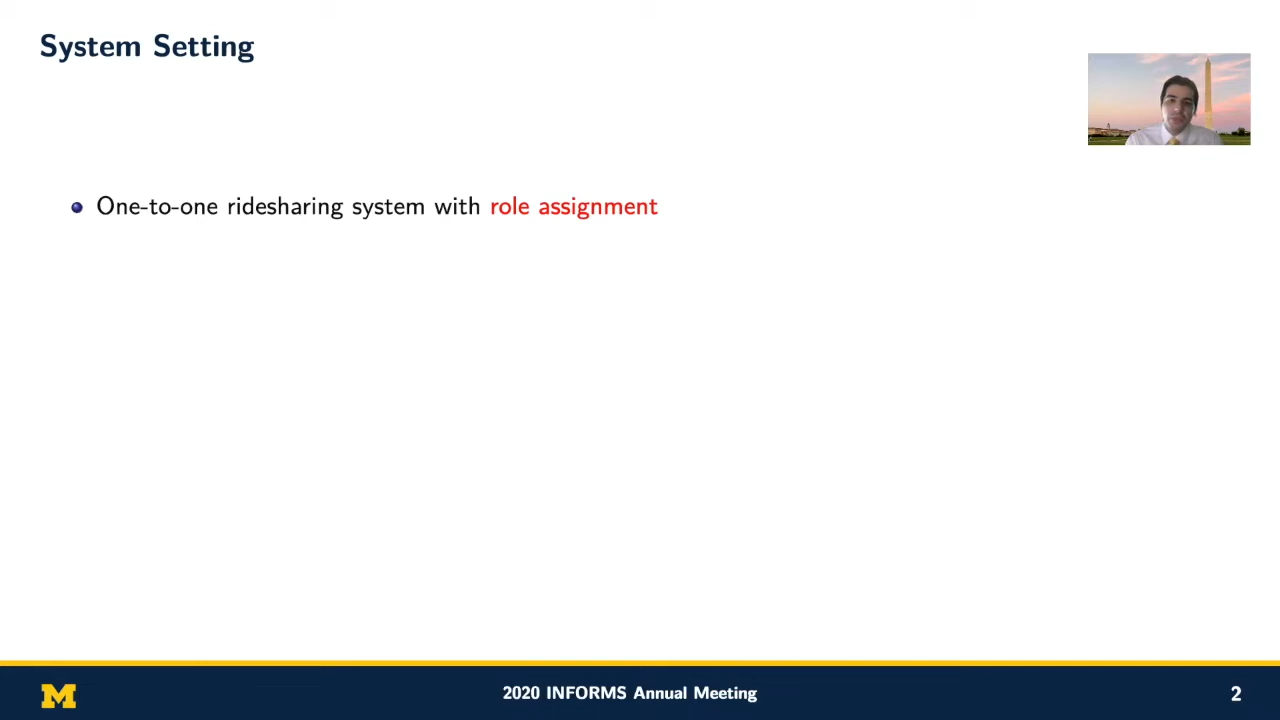 System Setting
One-to-one ridesharing system with role assignment
M
2020 INFORMS Annual Meeting
2